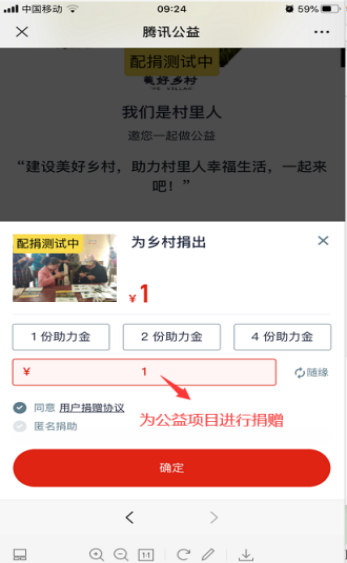 中国移动
09:24
59%
腾讯公益
配捐测试中
美好乡村
我们是村里人
邀您一起做公益
“建设美好乡村，助力村里人幸福生活，一起来
吧！”
配捐测试中
为乡村捐出
¥1
1 份助力金
2 份助力金
4 份助力金
¥ 1
随缘
同意 用户捐赠协议
匿名捐助
为公益项目进行捐赠
确定
1:1